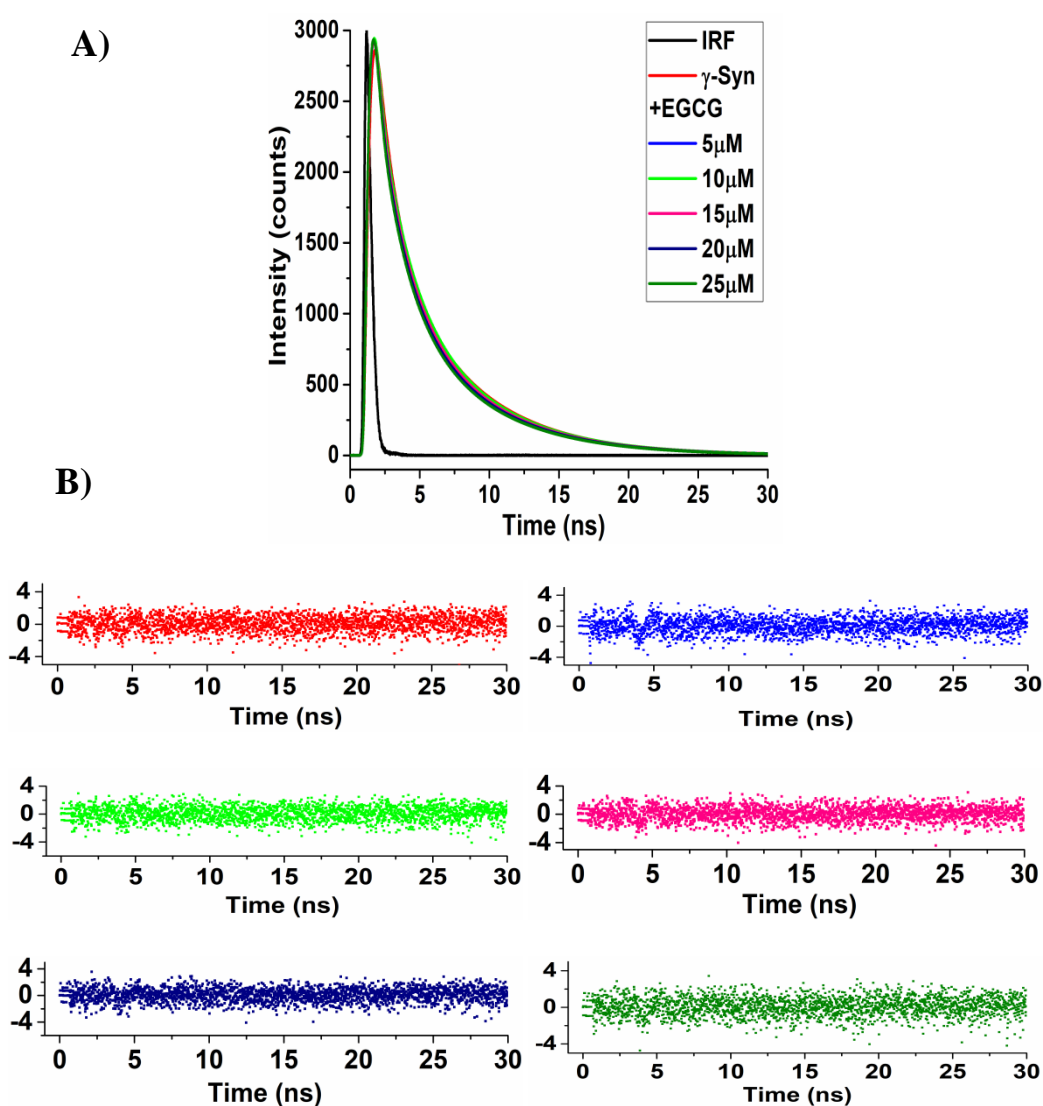 A)
Intensity (counts)
3000
2500
2000
1500
1000
500
0
0 5 10 15 20 25 30
Time (ns)
IRF
γ-Syn
+EGCG
5μM
10μM
15μM
20μM
25μM
B)
4
0
-4
0 5 10 15 20 25 30
Time (ns)
4
0
-4
0 5 10 15 20 25 30
Time (ns)
4
0
-4
0 5 10 15 20 25 30
Time (ns)
4
0
-4
0 5 10 15 20 25 30
Time (ns)
4
0
-4
0 5 10 15 20 25 30
Time (ns)
4
0
-4
0 5 10 15 20 25 30
Time (ns)